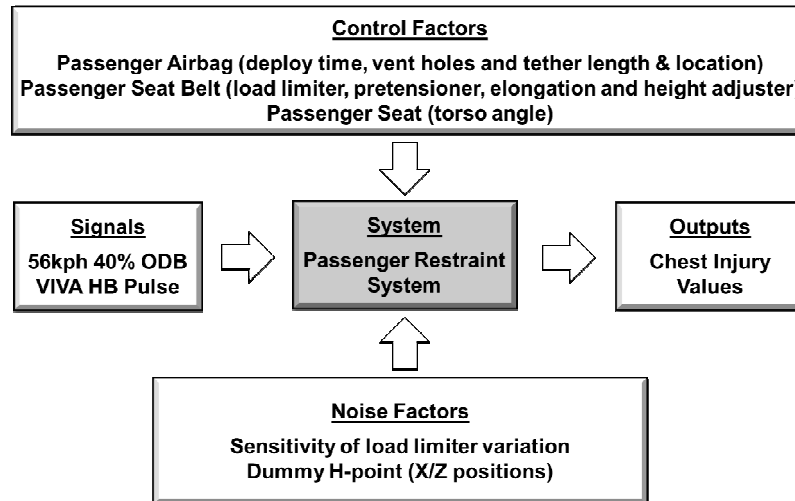 Control Factors
Passenger Airbag (deploy time, vent holes and tether length & location)
Passenger Seat Belt (load limiter, pretensioner, elongation and height adjuster)
Passenger Seat (torso angle)
Signals
56kph 40% ODB
VIVA HB Pulse
System
Passenger Restraint
System
Outputs
Chest Injury
Values
Noise Factors
Sensitivity of load limiter variation
Dummy H-point (X/Z positions)